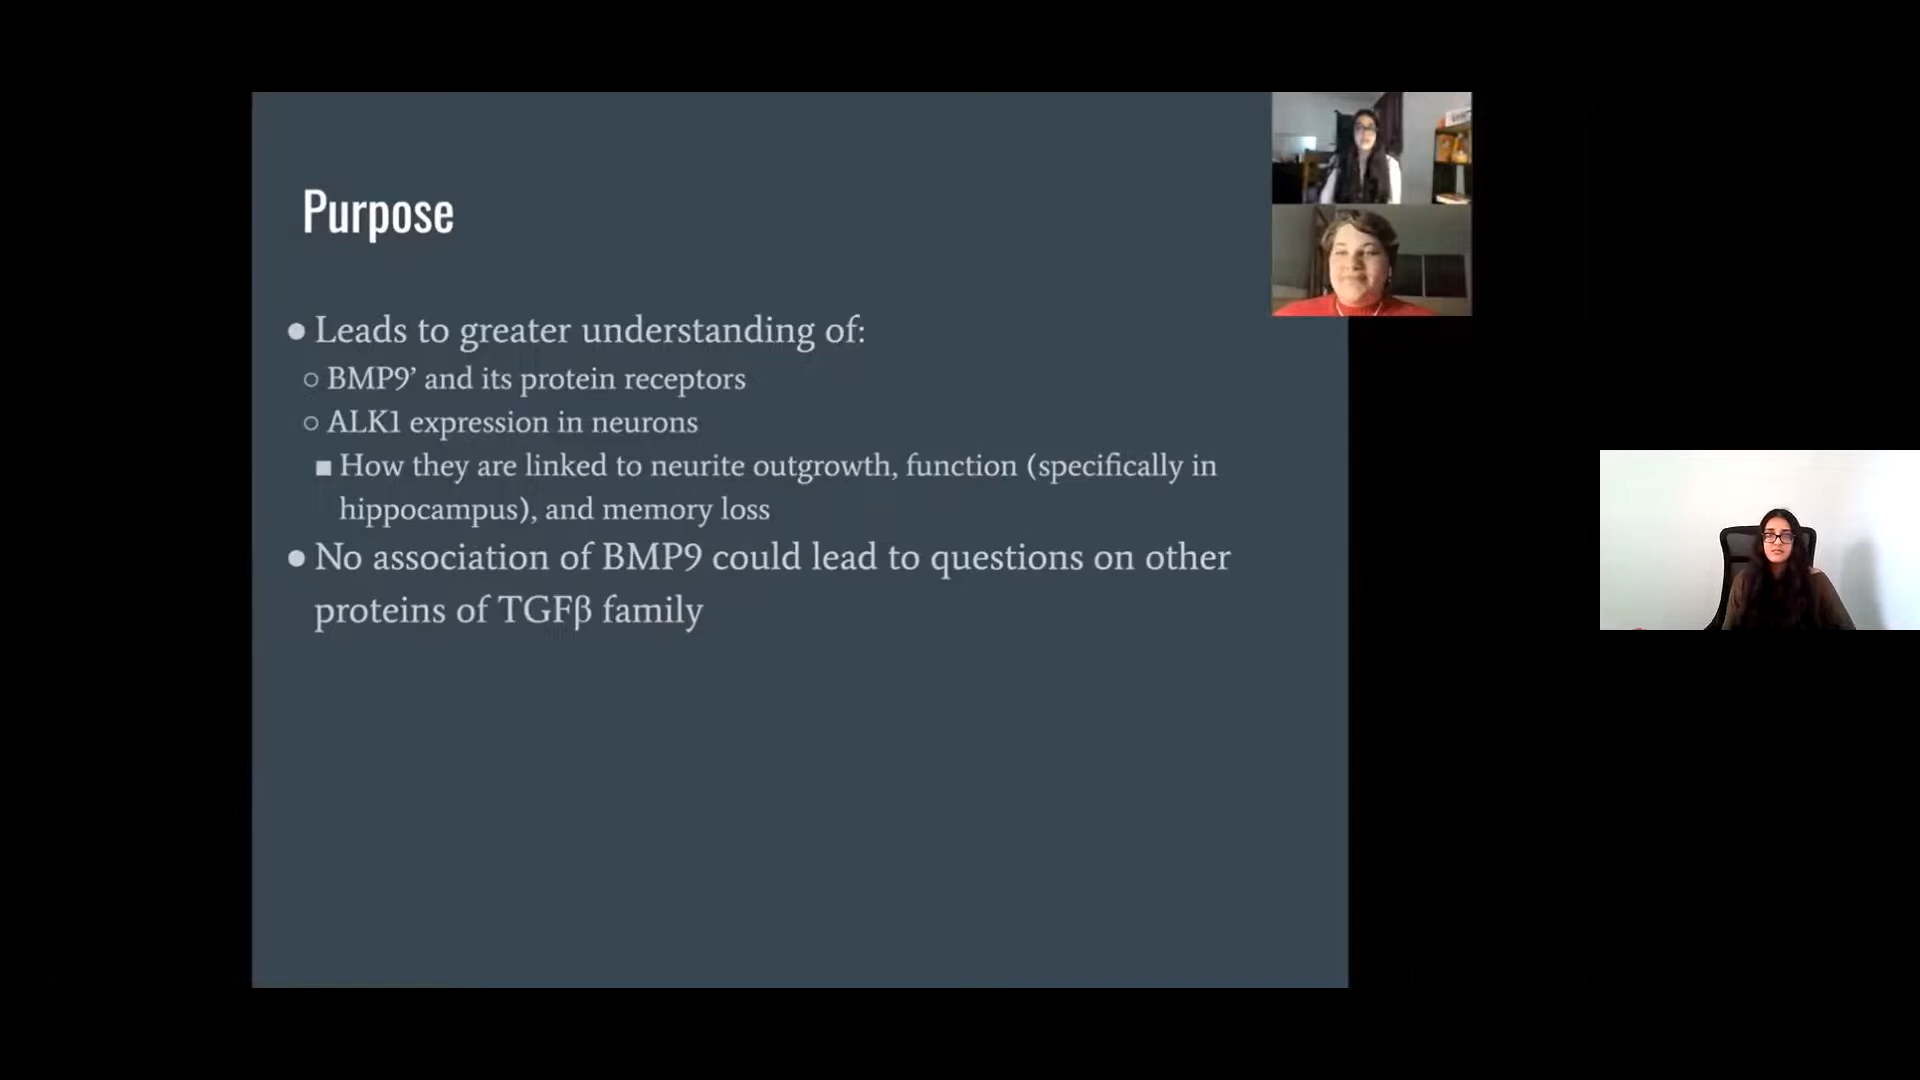 Purpose
● Leads to greater understanding of:
○ BMP9’ and its protein receptors
○ ALK1 expression in neurons
■ How they are linked to neurite outgrowth, function (specifically in
hippocampus), and memory loss
● No association of BMP9 could lead to questions on other
proteins of TGFβ family